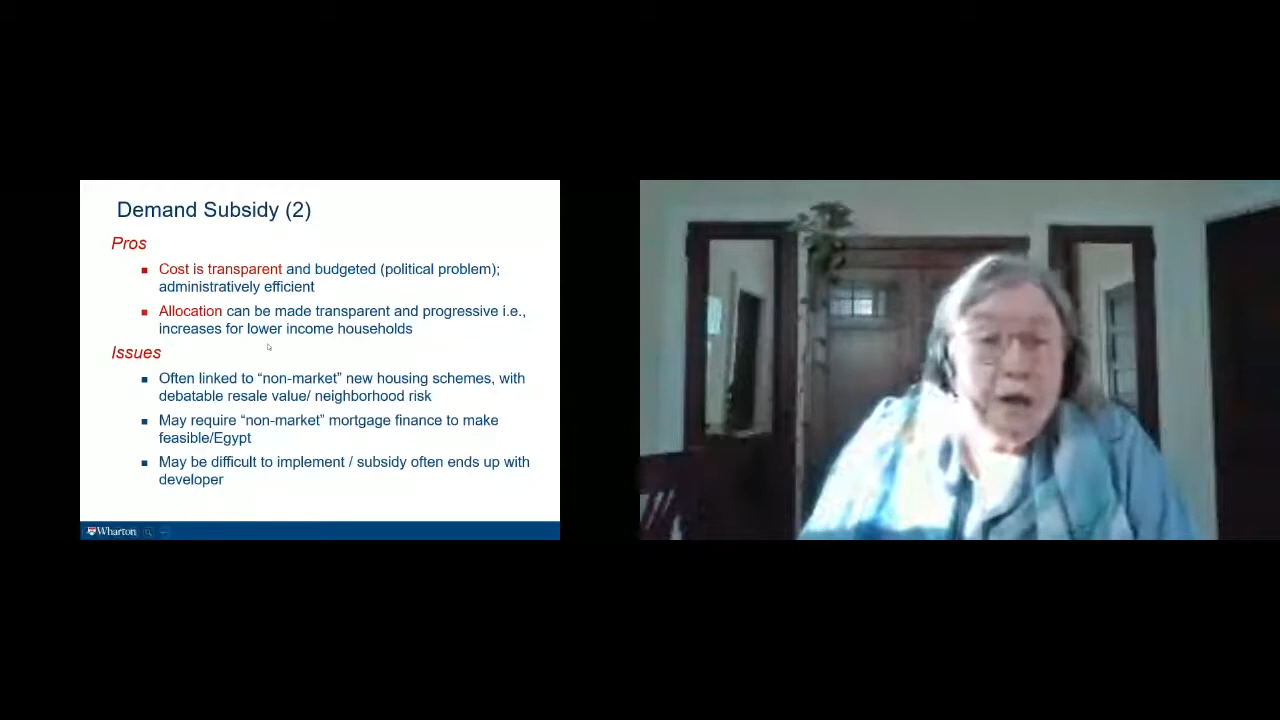 Demand Subsidy (2)
Pros
Cost is transparent and budgeted (political problem);
administratively efficient
Allocation can be made transparent and progressive i.e.,
increases for lower income households
Issues
Often linked to “non-market” new housing schemes, with
debatable resale value/ neighborhood risk
May require “non-market” mortgage finance to make
feasible/Egypt
May be difficult to implement / subsidy often ends up with
developer
Wharton